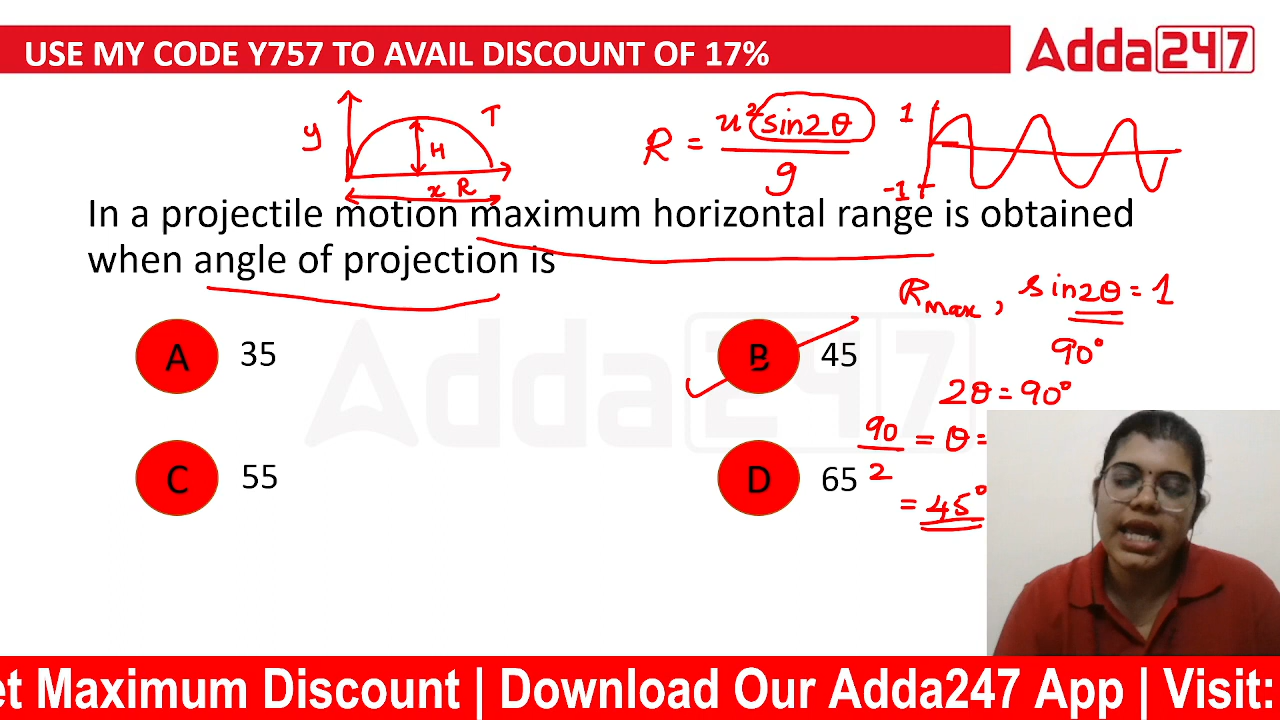 USE MY CODE Y757 TO AVAIL DISCOUNT OF 17%
Adda247
y
H
T
x R
R = u² sin2θ / g
1
-1
In a projectile motion maximum horizontal range is obtained
when angle of projection is
Rmax , sin2θ = 1
90°
2θ = 90°
90/2 = θ =
= 45°
A 35
B 45
C 55
D 65
Adda247
et Maximum Discount | Download Our Adda247 App | Visit: